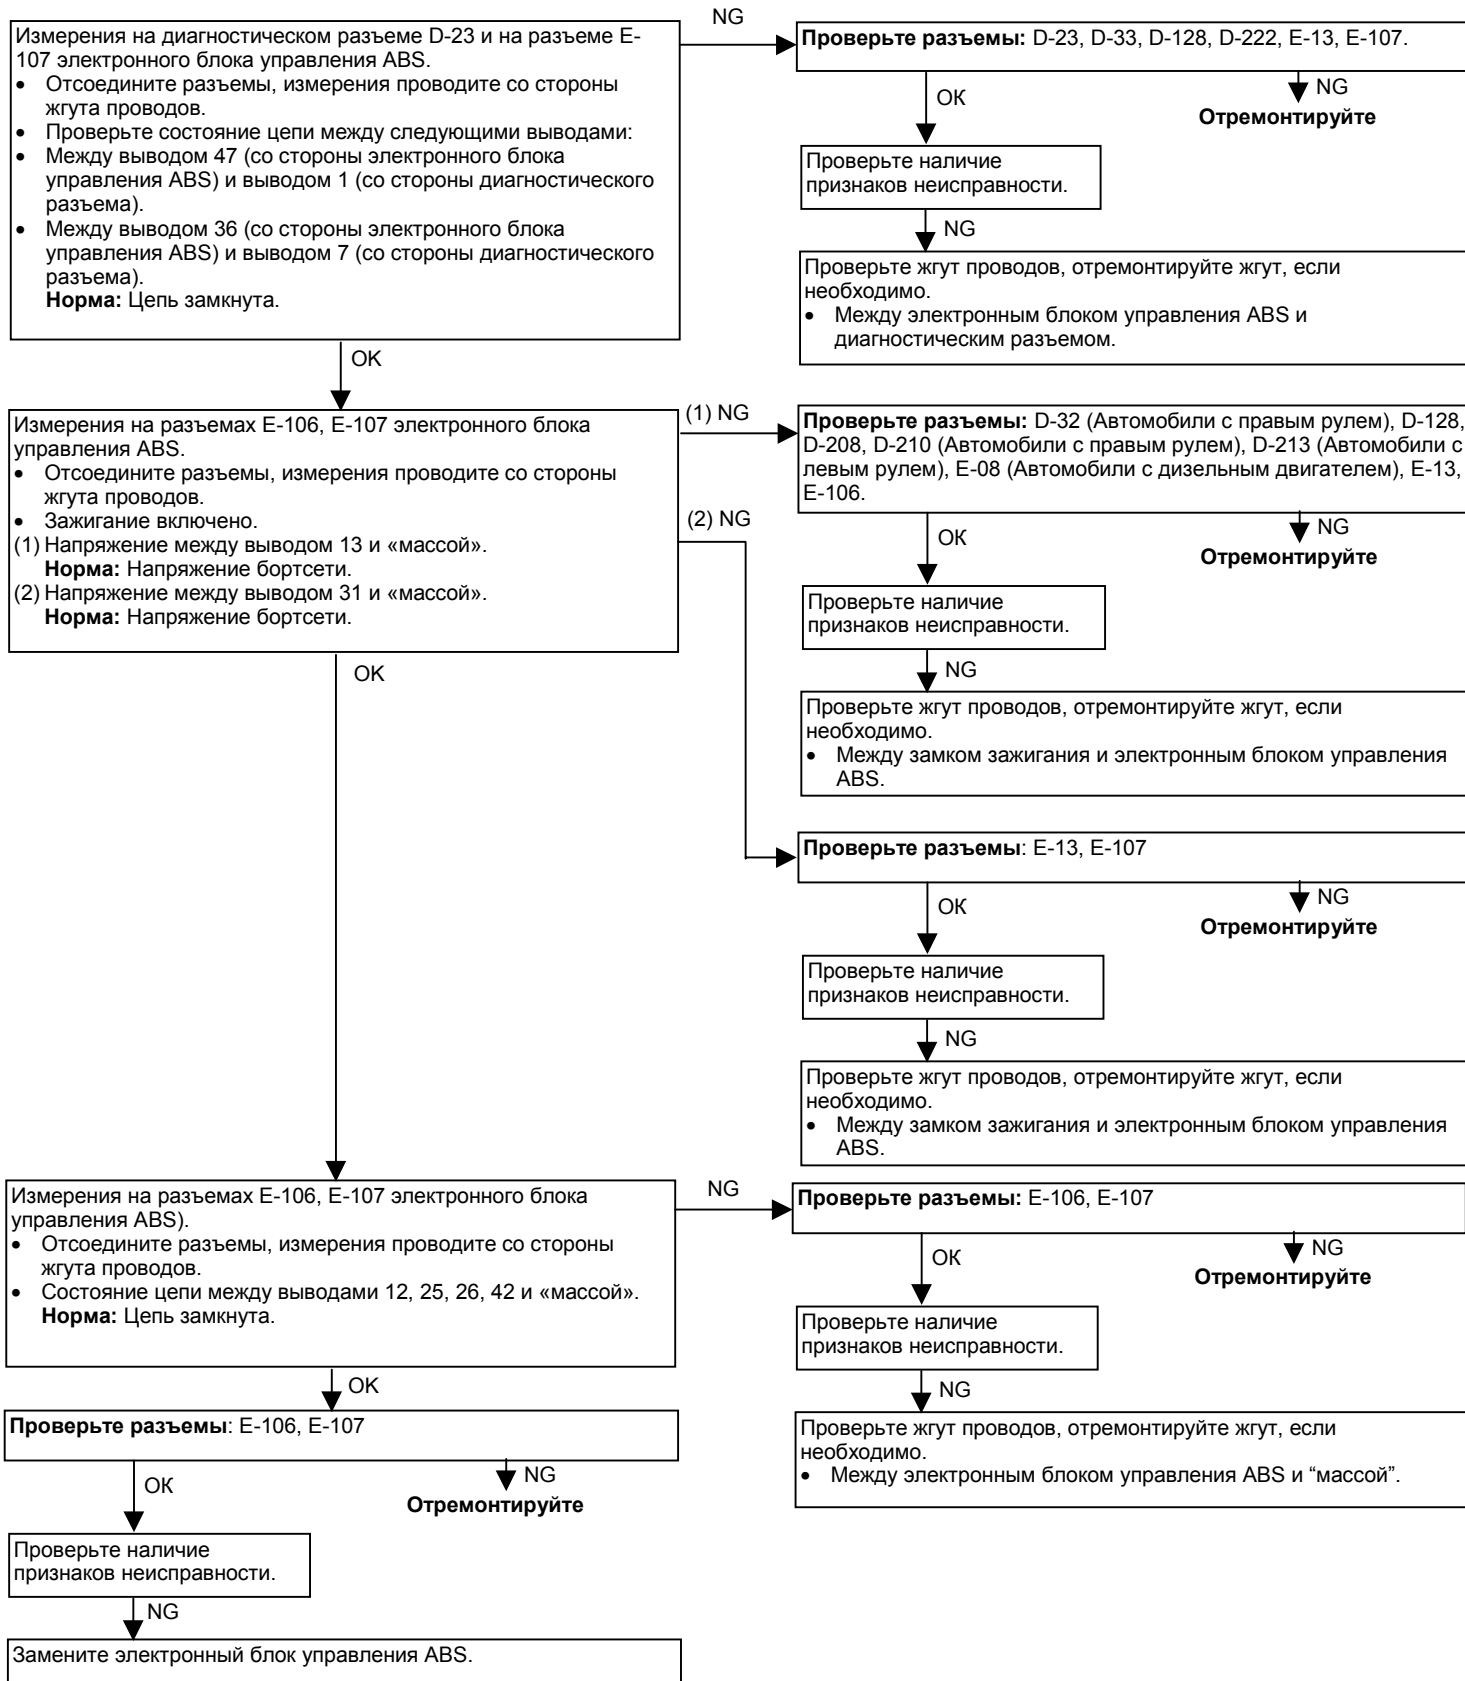 Измерения на диагностическом разъеме D-23 и на разъеме E-
107 электронного блока управления ABS.
• Отсоедините разъемы, измерения проводите со стороны
жгута проводов.
• Проверьте состояние цепи между следующими выводами:
• Между выводом 47 (со стороны электронного блока
управления ABS) и выводом 1 (со стороны диагностического
разъема).
• Между выводом 36 (со стороны электронного блока
управления ABS) и выводом 7 (со стороны диагностического
разъема).
Норма: Цепь замкнута.
NG
Проверьте разъемы: D-23, D-33, D-128, D-222, E-13, E-107.
OK
NG
Отремонтируйте
Проверьте наличие
признаков неисправности.
NG
Проверьте жгут проводов, отремонтируйте жгут, если
необходимо.
• Между электронным блоком управления ABS и
диагностическим разъемом.
OK
Измерения на разъемах E-106, E-107 электронного блока
управления ABS.
• Отсоедините разъемы, измерения проводите со стороны
жгута проводов.
• Зажигание включено.
(1) Напряжение между выводом 13 и «массой».
Норма: Напряжение бортсети.
(2) Напряжение между выводом 31 и «массой».
Норма: Напряжение бортсети.
(1) NG
Проверьте разъемы: D-32 (Автомобили с правым рулем), D-128,
D-208, D-210 (Автомобили с правым рулем), D-213 (Автомобили с
левым рулем), E-08 (Автомобили с дизельным двигателем), E-13,
E-106.
(2) NG
OK
NG
Отремонтируйте
Проверьте наличие
признаков неисправности.
NG
Проверьте жгут проводов, отремонтируйте жгут, если
необходимо.
• Между замком зажигания и электронным блоком управления
ABS.
Проверьте разъемы: E-13, E-107
OK
NG
Отремонтируйте
Проверьте наличие
признаков неисправности.
NG
Проверьте жгут проводов, отремонтируйте жгут, если
необходимо.
• Между замком зажигания и электронным блоком управления
ABS.
OK
Измерения на разъемах E-106, E-107 электронного блока
управления ABS).
• Отсоедините разъемы, измерения проводите со стороны
жгута проводов.
• Состояние цепи между выводами 12, 25, 26, 42 и «массой».
Норма: Цепь замкнута.
NG
Проверьте разъемы: E-106, E-107
OK
NG
Отремонтируйте
Проверьте наличие
признаков неисправности.
NG
Проверьте жгут проводов, отремонтируйте жгут, если
необходимо.
• Между электронным блоком управления ABS и “массой”.
OK
Проверьте разъемы: E-106, E-107
OK
NG
Отремонтируйте
Проверьте наличие
признаков неисправности.
NG
Замените электронный блок управления ABS.